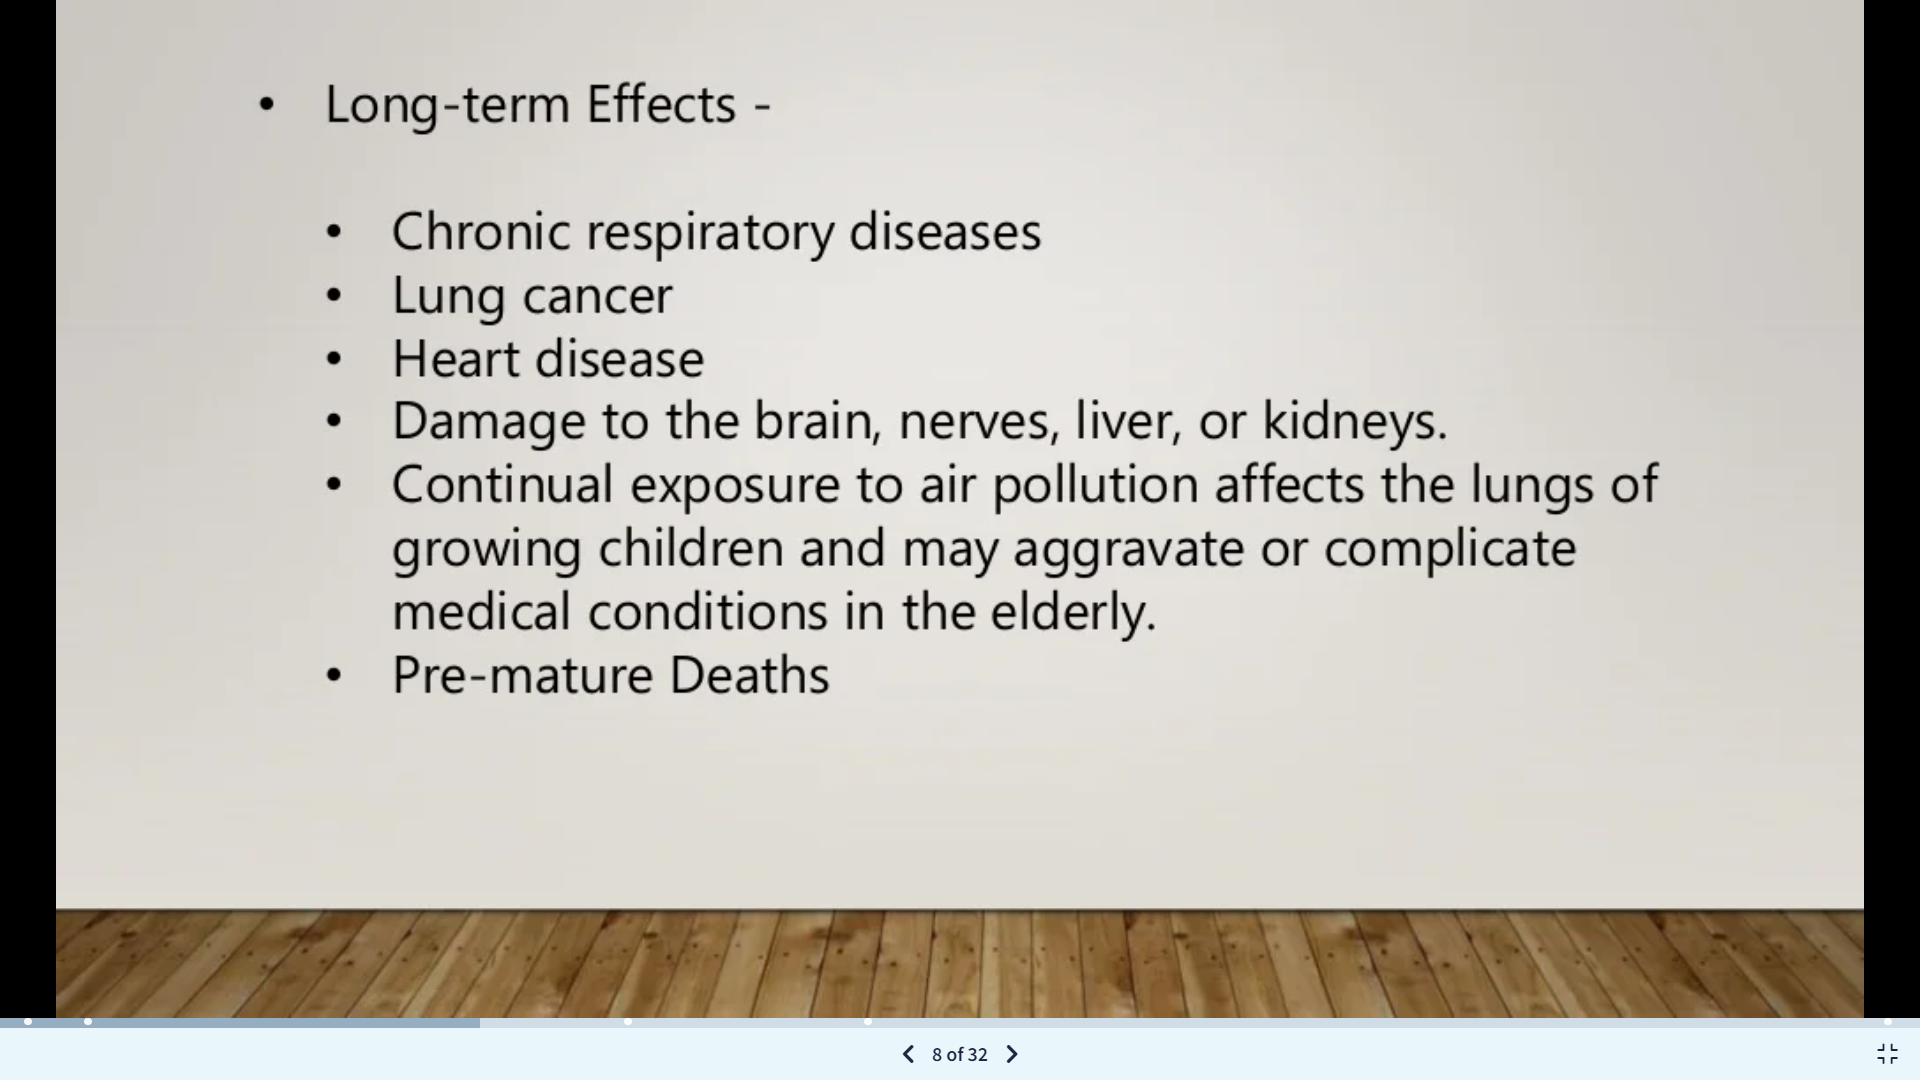 • Long-term Effects -
• Chronic respiratory diseases
• Lung cancer
• Heart disease
• Damage to the brain, nerves, liver, or kidneys.
• Continual exposure to air pollution affects the lungs of
growing children and may aggravate or complicate
medical conditions in the elderly.
• Pre-mature Deaths
8 of 32